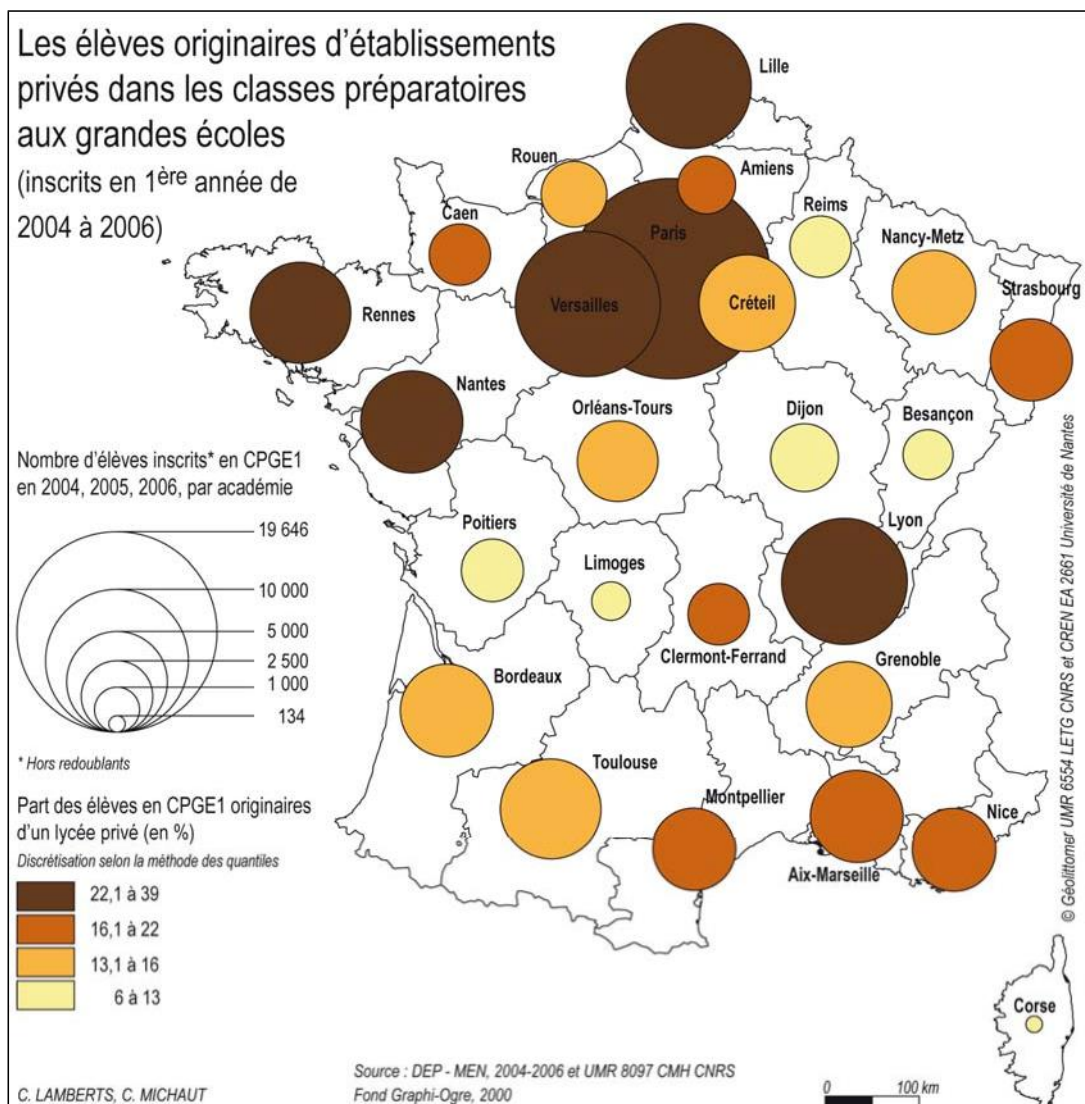 Les élèves originaires d'établissements
privés dans les classes préparatoires
aux grandes écoles
(inscrits en 1ère année de
2004 à 2006)
Lille
Rouen
Amiens
Caen
Paris
Reims
Nancy-Metz
Strasbourg
Rennes
Versailles
Créteil
Nantes
Orléans-Tours
Dijon
Besançon
Nombre d'élèves inscrits* en CPGE1
en 2004, 2005, 2006, par académie
19 646
10 000
5 000
2 500
1 000
134
* Hors redoublants
Poitiers
Limoges
Lyon
Clermont-Ferrand
Grenoble
Bordeaux
Toulouse
Montpellier
Aix-Marseille
Nice
Corse
Part des élèves en CPGE1 originaires
d'un lycée privé (en %)
Discrétisation selon la méthode des quantiles
22,1 à 39
16,1 à 22
13,1 à 16
6 à 13
C. LAMBERTS, C. MICHAUT
Source : DEP - MEN, 2004-2006 et UMR 8097 CMH CNRS
Fond Graphi-Ogre, 2000
0 100 km
© Géolittomer UMR 6554 LETG CNRS et CREN EA 2661 Université de Nantes